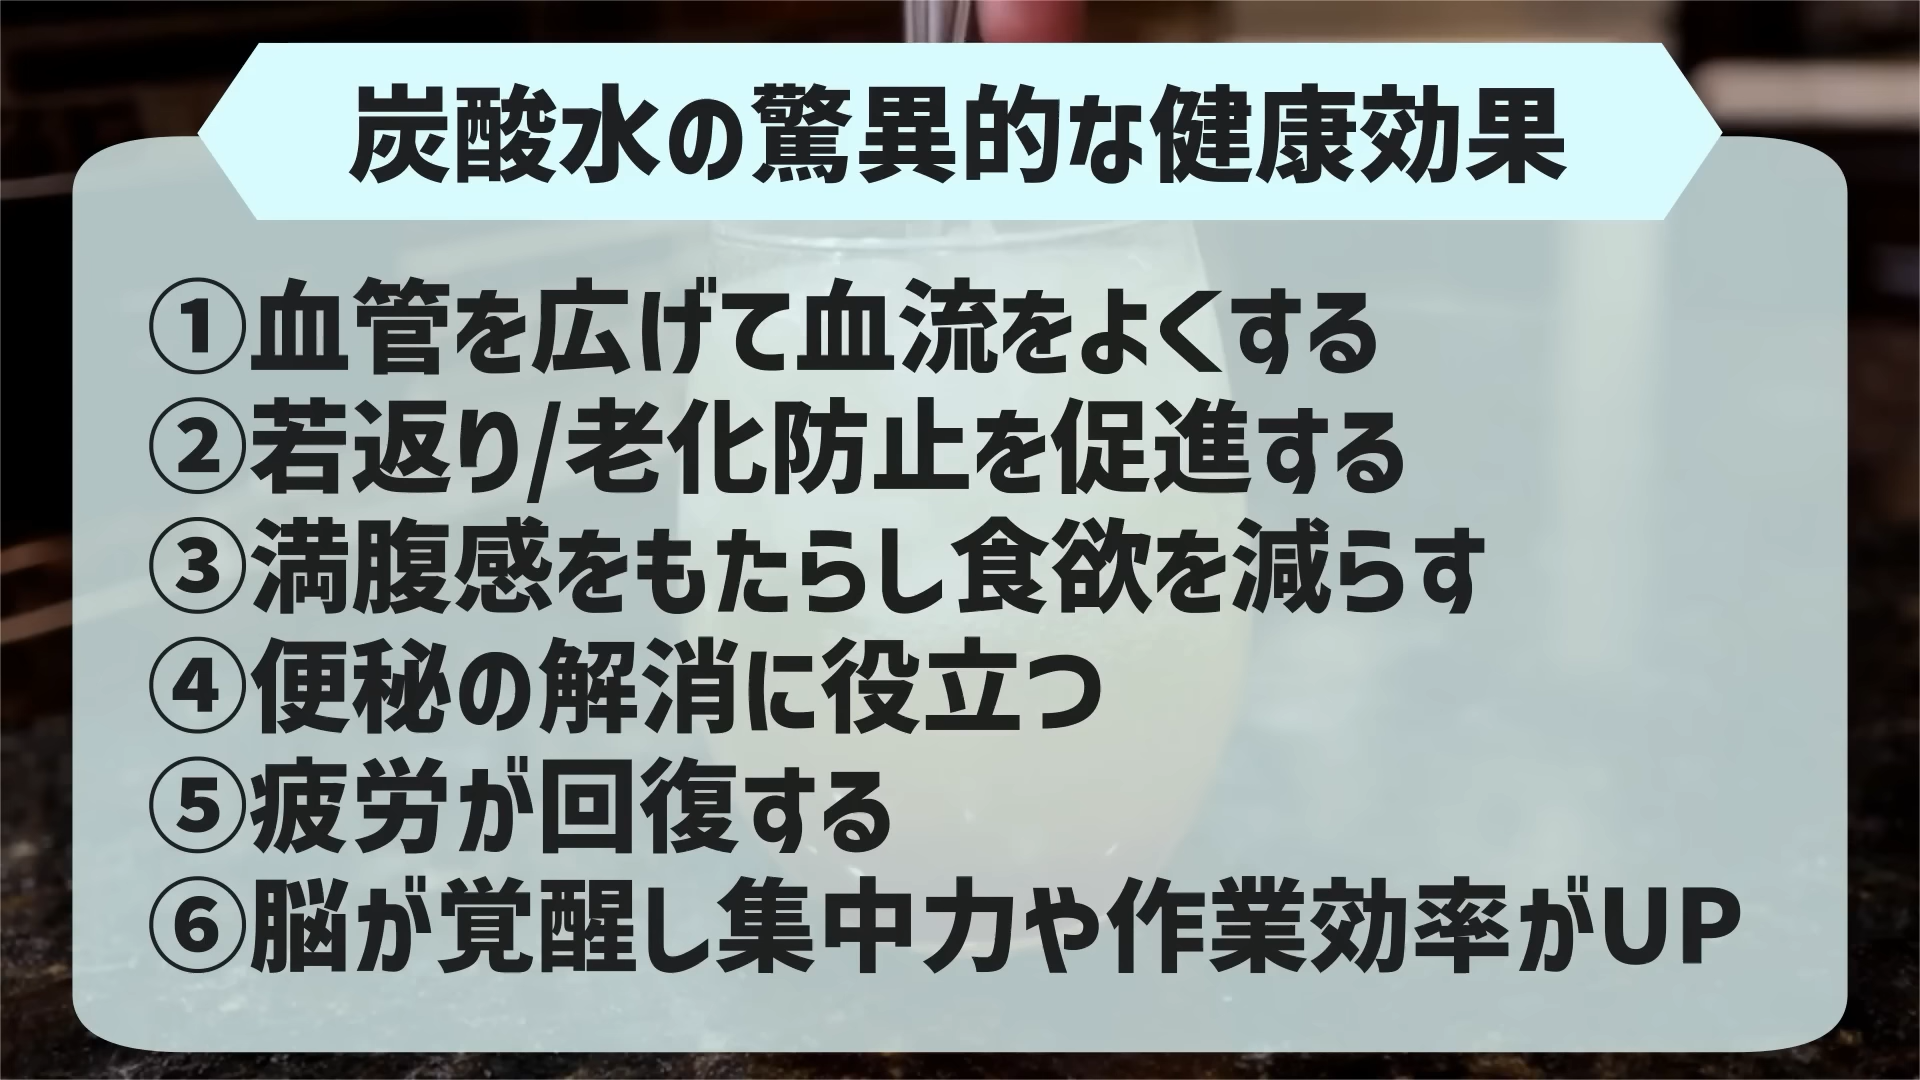 炭酸水の驚異的な健康効果
①血管を広げて血流をよくする
②若返り/老化防止を促進する
③満腹感をもたらし食欲を減らす
④便秘の解消に役立つ
⑤疲労が回復する
⑥脳が覚醒し集中力や作業効率がUP